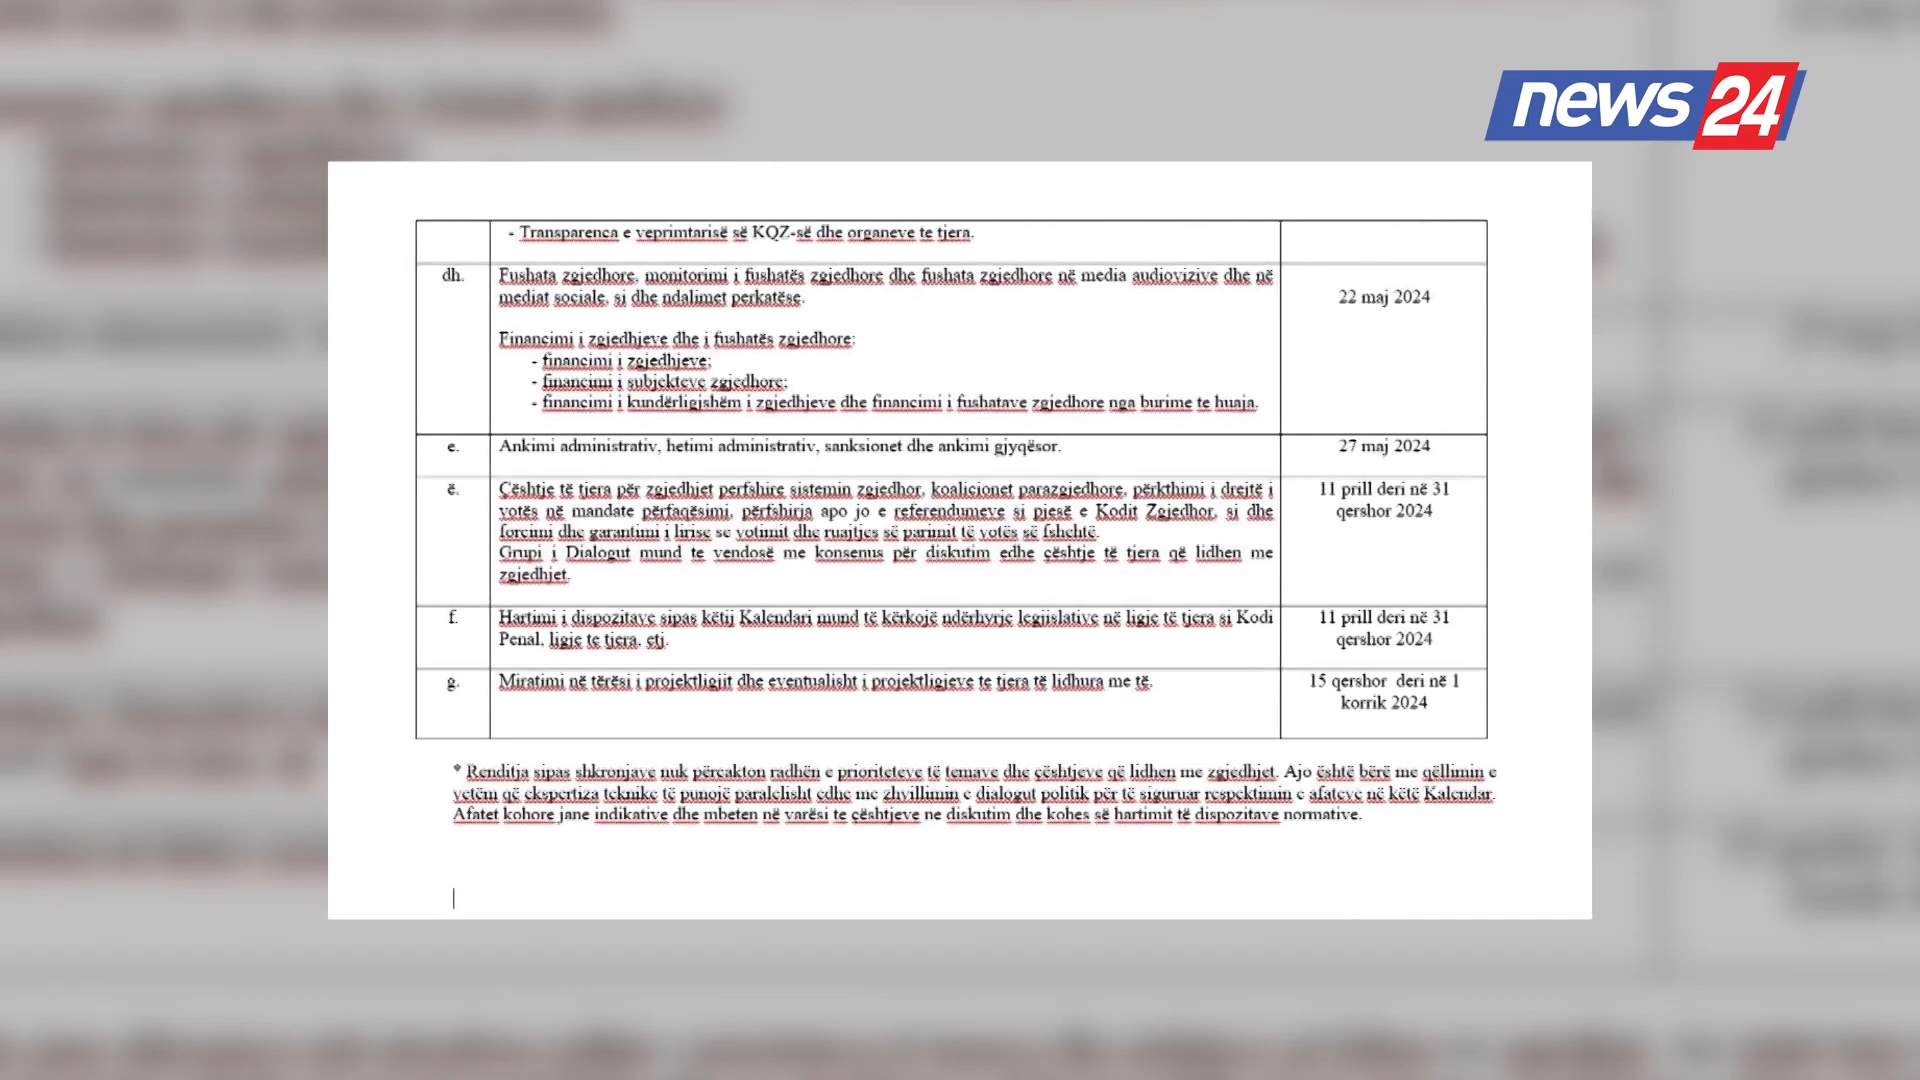 news 24
- Transparenca e veprimtarisë së KQZ-së dhe organeve te tjera.
dh.
Fushata zgjedhore, monitorimi i fushatës zgjedhore dhe fushata zgjedhore në media audiovizive dhe në
mediat sociale, si dhe ndalimet perkatëse.
22 maj 2024
Financimi i zgjedhjeve dhe i fushatës zgjedhore:
- financimi i zgjedhjeve;
- financimi i subjekteve zgjedhore;
- financimi i kundërligjshëm i zgjedhjeve dhe financimi i fushatave zgjedhore nga burime te huaja.
e.
Ankimi administrativ, hetimi administrativ, sanksionet dhe ankimi gjyqësor.
27 maj 2024
ë.
Çështje të tjera për zgjedhjet perfshire sistemin zgjedhor, koalicionet parazgjedhore, përkthimi i drejtë i
votës në mandate përfaqësimi, përfshirja apo jo e referendumeve si pjesë e Kodit Zgjedhor, si dhe
forcimi dhe garantimi i lirise se votimit dhe ruajtjes së parimit të votës së fshehtë.
Grupi i Dialogut mund te vendosë me konsenus për diskutim edhe çështje të tjera që lidhen me
zgjedhjet.
11 prill deri në 31
qershor 2024
f.
Hartimi i dispozitave sipas këtij Kalendari mund të kërkojë ndërhyrje legjislative në ligje të tjera si Kodi
Penal, ligje te tjera, etj.
11 prill deri në 31
qershor 2024
g.
Miratimi në tërësi i projektligjit dhe eventualisht i projektligjeve te tjera të lidhura me të.
15 qershor deri në 1
korrik 2024
* Renditja sipas shkronjave nuk përcakton radhën e prioriteteve të temave dhe çështjeve që lidhen me zgjedhjet. Ajo është bërë me qëllimin e
vetëm që ekspertiza teknike të punojë paralelisht edhe me zhvillimin e dialogut politik për të siguruar respektimin e afateve në këtë Kalendar.
Afatet kohore jane indikative dhe mbeten në varësi te çështjeve ne diskutim dhe kohes së hartimit të dispozitave normative.